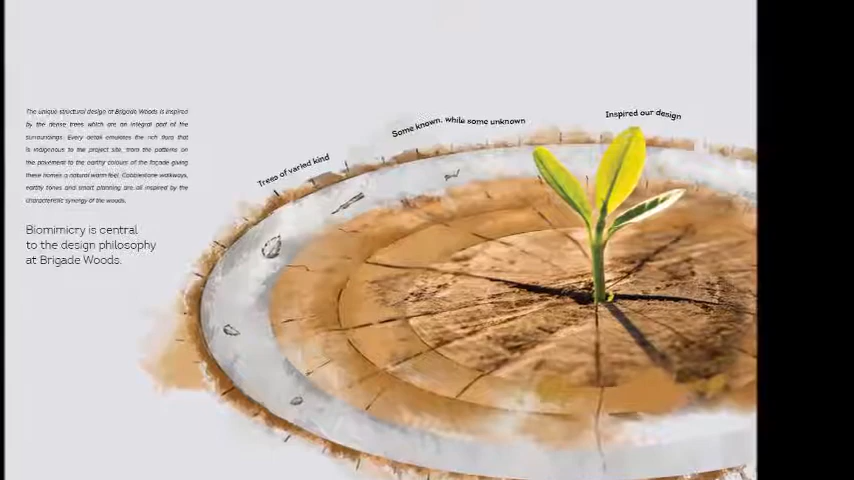 The unique structural design at Brigade Woods is inspired
by the dense trees which are an integral part of the
surroundings. Every detail emulates the rich flora that
is indigenous to the project site, from the patterns on
the pavement to the earthy colours of the façade giving
these homes a natural warm feel. Cobblestone walkways,
earthy tones and smart planning are all inspired by the
characteristic synergy of the woods.
Biomimicry is central
to the design philosophy
at Brigade Woods.
Trees of varied kind
Some known, while some unknown
Inspired our design